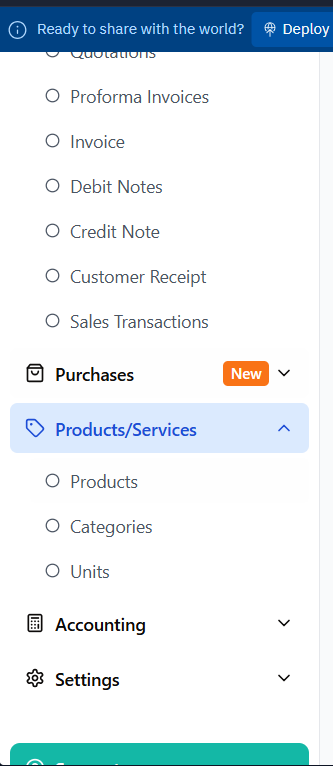 Ready to share with the world? Deploy
Quotations
Proforma Invoices
Invoice
Debit Notes
Credit Note
Customer Receipt
Sales Transactions
Purchases New
Products/Services
Products
Categories
Units
Accounting
Settings